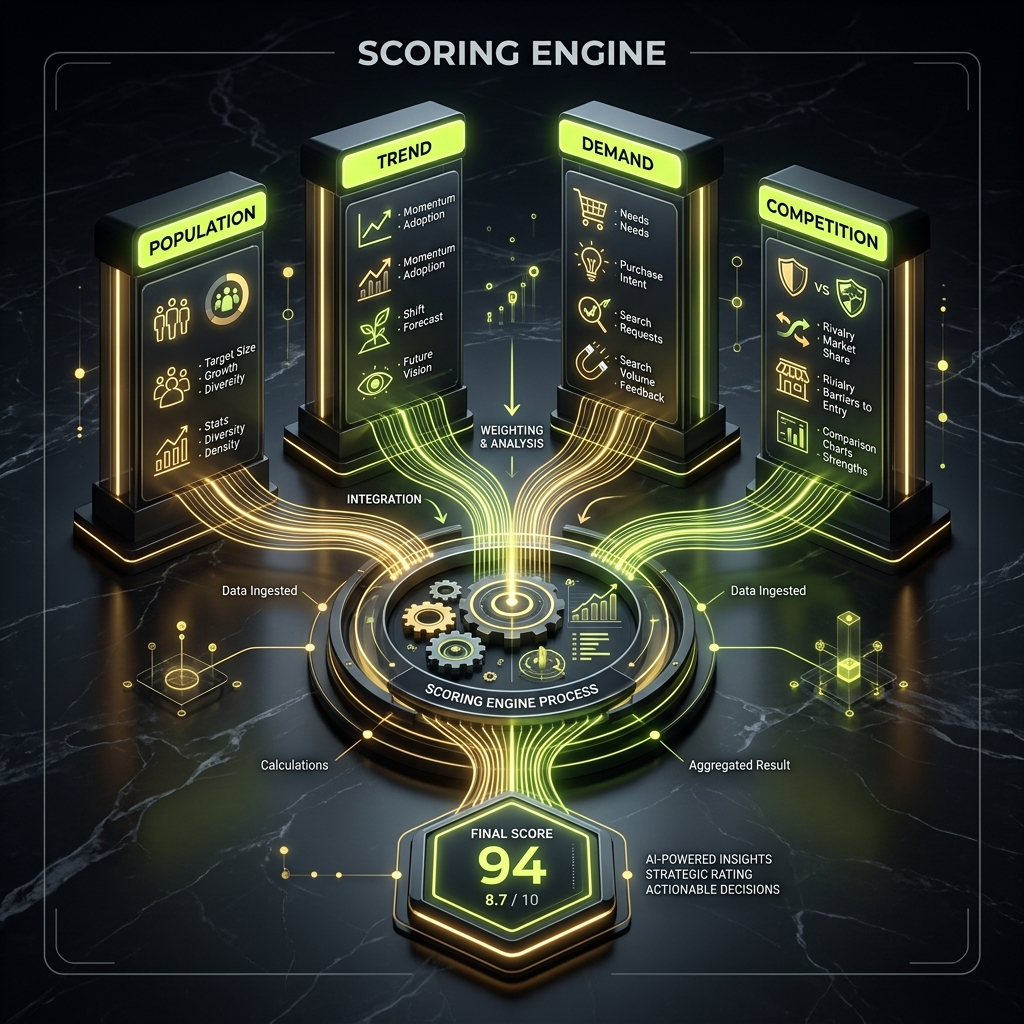 SCORING ENGINE
POPULATION
· Target Size
· Growth
· Diversity
· Stats
· Diversity
· Density
TREND
· Momentum
· Adoption
· Momentum
· Adoption
· Shift
· Forecast
· Future
· Vision
DEMAND
· Needs
· Needs
· Purchase
Intent
· Search
· Requests
· Search
· Volume
· Feedback
COMPETITION
VS
· Rivalry
· Market
· Share
· Rivalry
· Barriers to
Entry
· Comparison
· Charts
· Strengths
WEIGHTING
& ANALYSIS
INTEGRATION
Data Ingested
Data Ingested
SCORING ENGINE PROCESS
Calculations
Aggregated Result
FINAL SCORE
94
8.7 / 10
AI-POWERED INSIGHTS
STRATEGIC RATING
ACTIONABLE DECISIONS